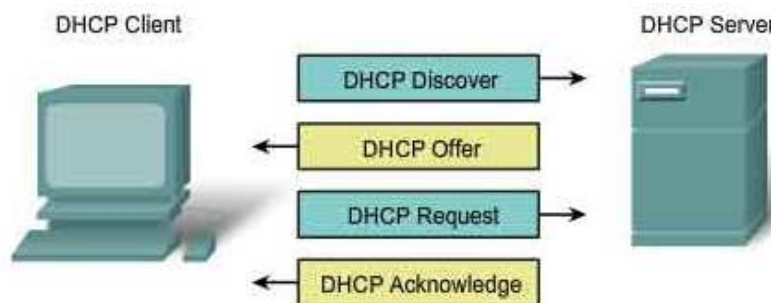 DHCP Client
DHCP Server
DHCP Discover
DHCP Offer
DHCP Request
DHCP Acknowledge